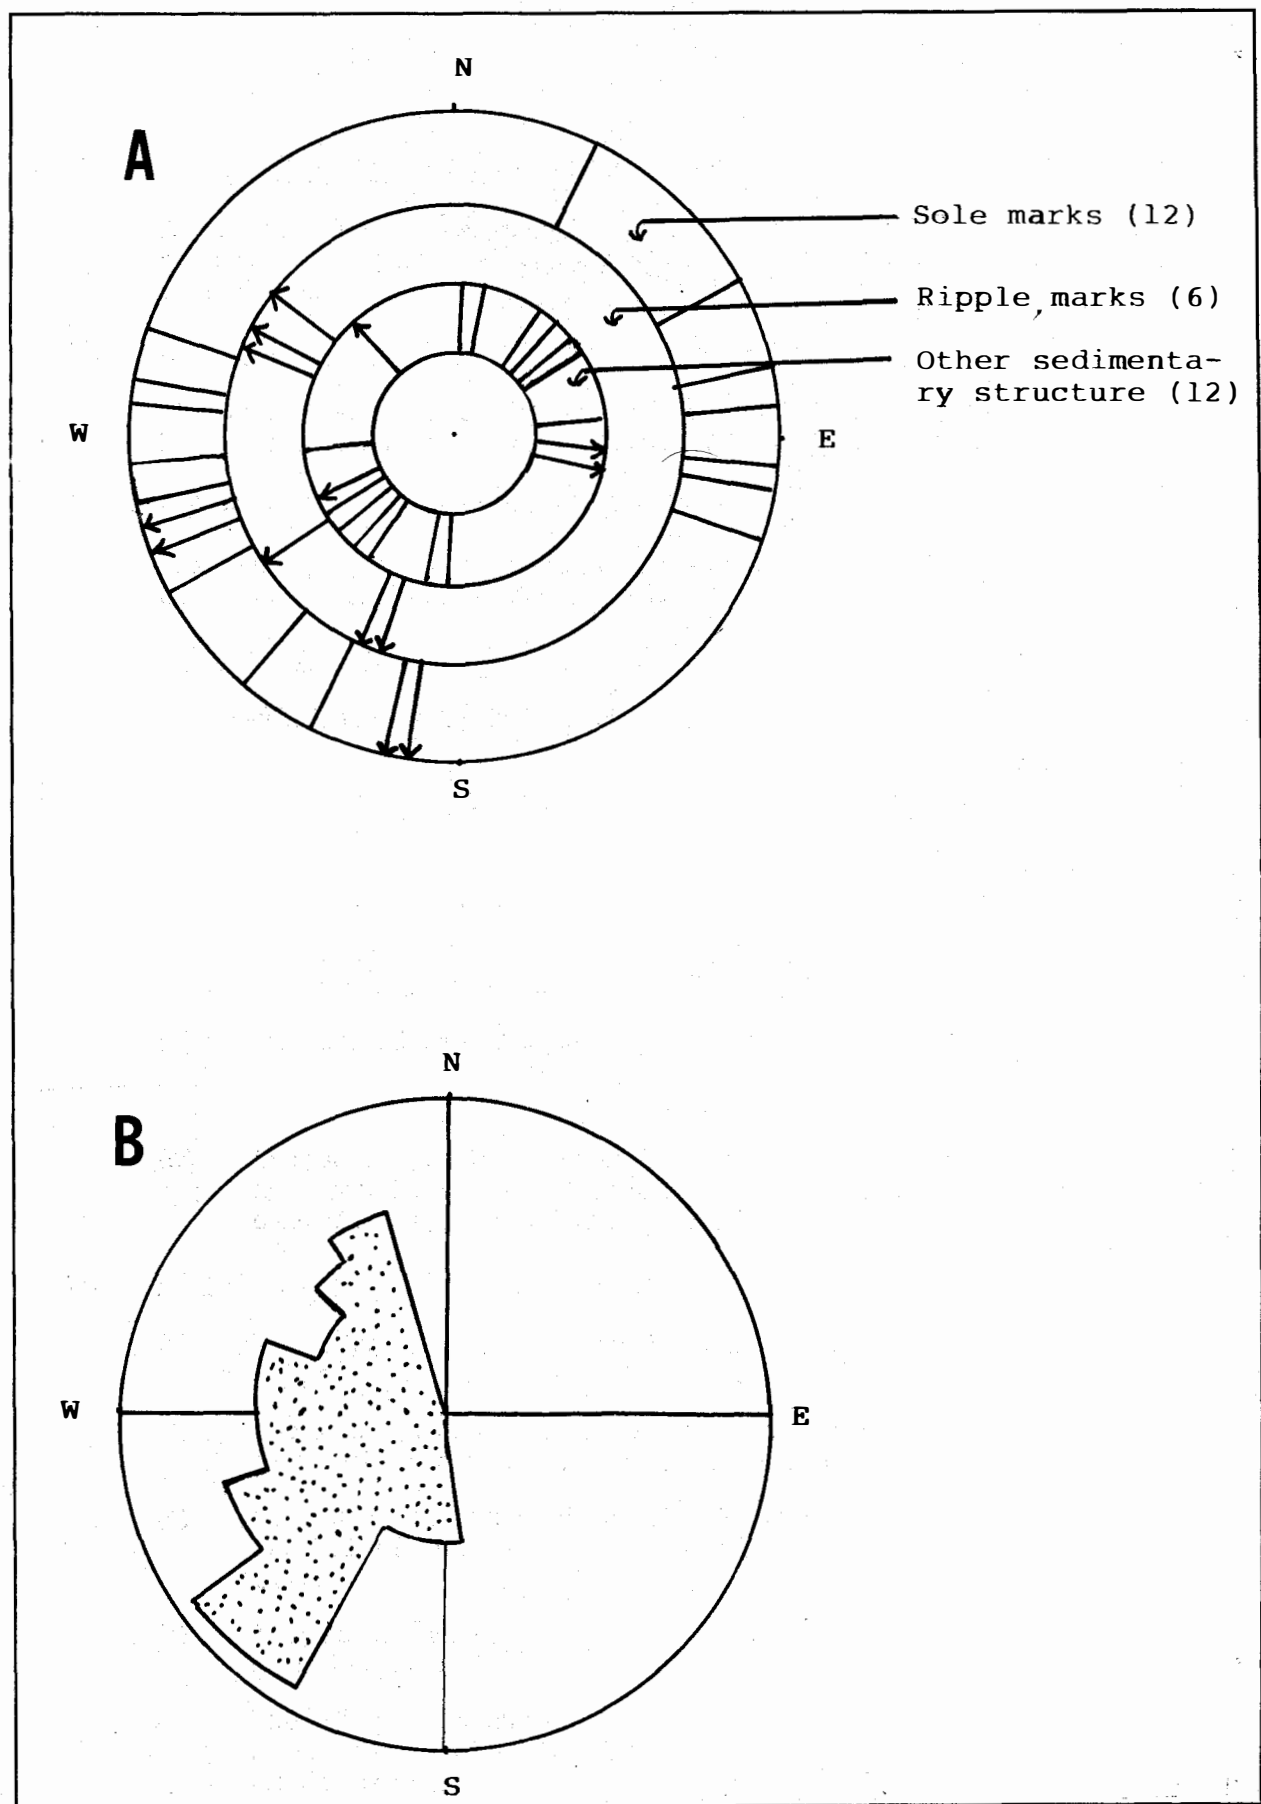 N
A
Sole marks (12)
Ripple, marks (6)
Other sedimenta-
ry structure (12)
W
E
S
N
B
W
E
S